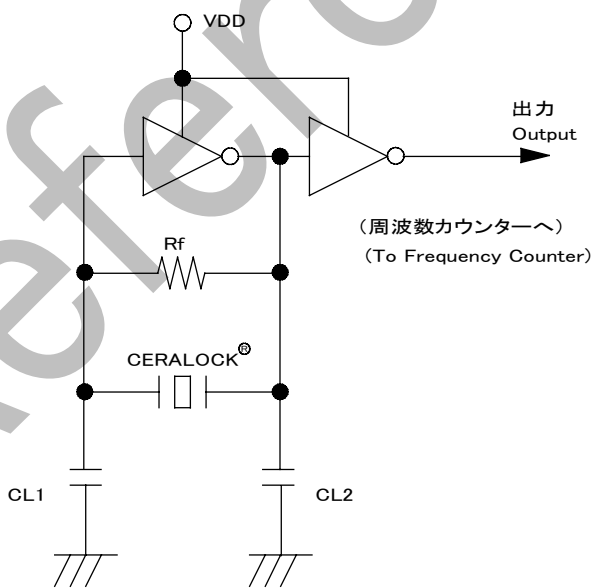 VDD
出力
Output
(周波数カウンターへ)
(To Frequency Counter)
Rf
CERALOCK®
CL1
CL2